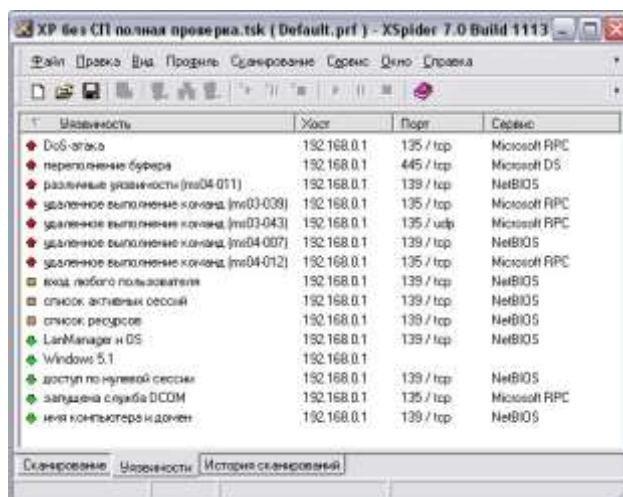 XP без СП полная проверка.tsk ( Default.prf ) - XSpider 7.0 Build 1113
Файл Правка Вид Профиль Сканирование Сервис Окно Справка
Уязвимость Хост Порт Сервис
DoS-атака 192.168.0.1 135 / tcp Microsoft RPC
переполнение буфера 192.168.0.1 445 / tcp Microsoft DS
различные уязвимости (ms04-011) 192.168.0.1 139 / tcp NetBIOS
удаленное выполнение команд (ms03-039) 192.168.0.1 135 / tcp Microsoft RPC
удаленное выполнение команд (ms03-043) 192.168.0.1 135 / udp Microsoft RPC
удаленное выполнение команд (ms04-007) 192.168.0.1 139 / tcp NetBIOS
удаленное выполнение команд (ms04-012) 192.168.0.1 135 / tcp Microsoft RPC
вход любого пользователя 192.168.0.1 139 / tcp NetBIOS
список активных сессий 192.168.0.1 139 / tcp NetBIOS
список ресурсов 192.168.0.1 139 / tcp NetBIOS
LanManager и OS 192.168.0.1 139 / tcp NetBIOS
Windows 5.1 192.168.0.1
доступ по нулевой сессии 192.168.0.1 139 / tcp NetBIOS
запущена служба DCOM 192.168.0.1 135 / tcp Microsoft RPC
имя компьютера и домен 192.168.0.1 139 / tcp NetBIOS
Сканирование Уязвимости История сканирований